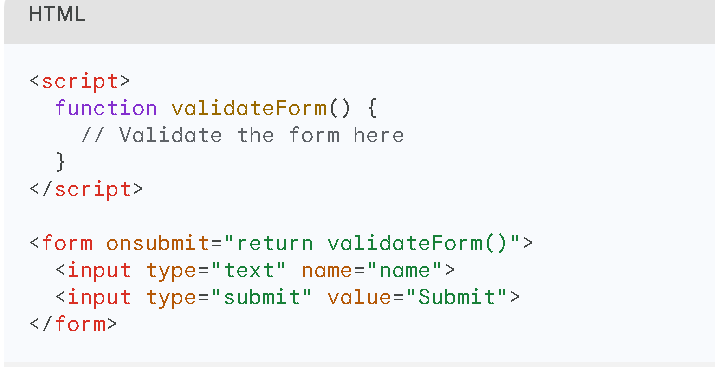 HTML
<script>
  function validateForm() {
    // Validate the form here
  }
</script>

<form onsubmit="return validateForm()">
  <input type="text" name="name">
  <input type="submit" value="Submit">
</form>